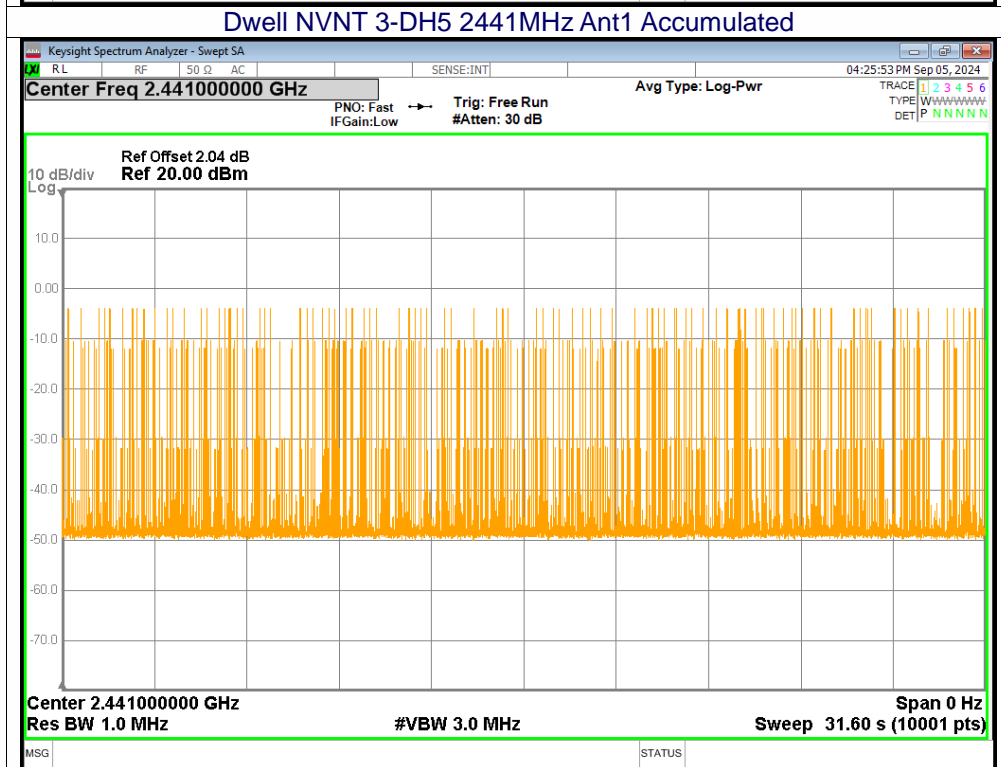 Dwell NVNT 3-DH5 2441MHz Ant1 Accumulated
Keysight Spectrum Analyzer - Swept SA
LXI RL RF 50 Ω AC SENSE:INT 04:25:53 PM Sep 05, 2024
Center Freq 2.441000000 GHz Avg Type: Log-Pwr TRACE 1 2 3 4 5 6
PNO: Fast Trig: Free Run TYPE WWWWWWW
IFGain:Low #Atten: 30 dB DET P N N N N N
Ref Offset 2.04 dB
10 dB/div Ref 20.00 dBm
Log
10.0
0.00
-10.0
-20.0
-30.0
-40.0
-50.0
-60.0
-70.0
Center 2.441000000 GHz Span 0 Hz
Res BW 1.0 MHz #VBW 3.0 MHz Sweep 31.60 s (10001 pts)
MSG STATUS